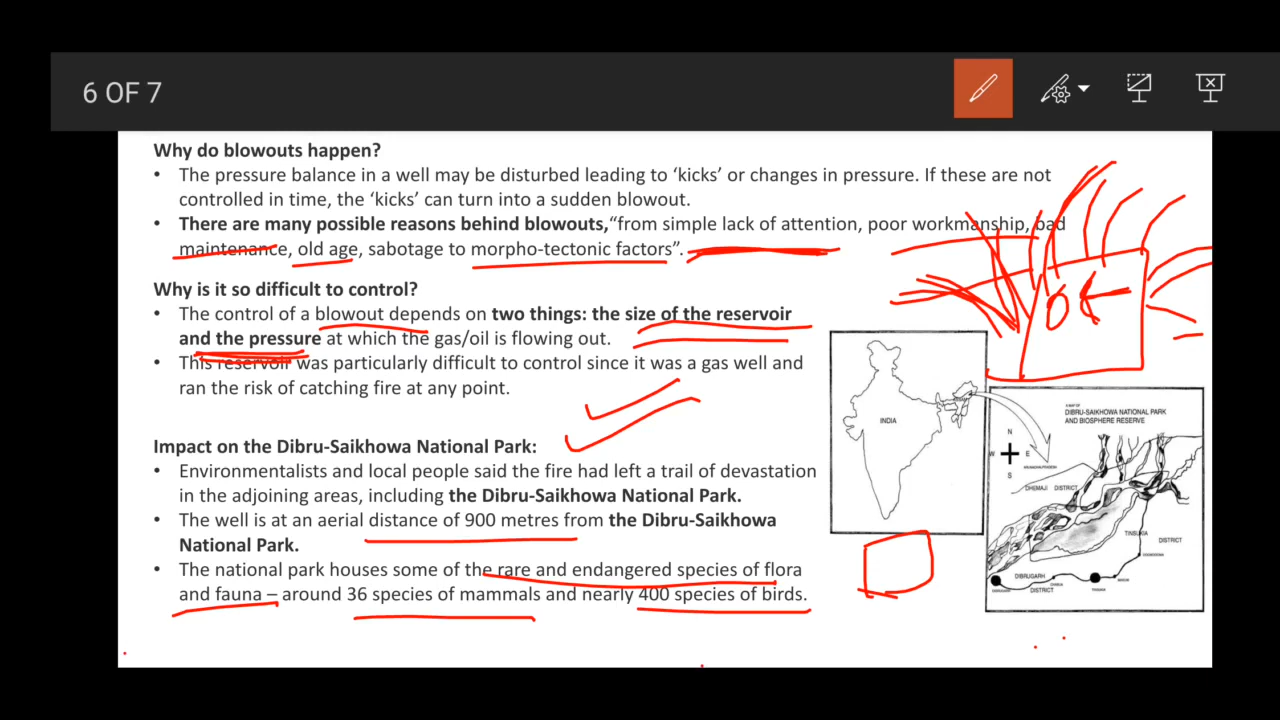 6 OF 7
Why do blowouts happen?
• The pressure balance in a well may be disturbed leading to ‘kicks’ or changes in pressure. If these are not
controlled in time, the ‘kicks’ can turn into a sudden blowout.
• There are many possible reasons behind blowouts,“from simple lack of attention, poor workmanship, bad
maintenance, old age, sabotage to morpho-tectonic factors”.
Why is it so difficult to control?
• The control of a blowout depends on two things: the size of the reservoir
and the pressure at which the gas/oil is flowing out.
• This reservoir was particularly difficult to control since it was a gas well and
ran the risk of catching fire at any point.
Impact on the Dibru-Saikhowa National Park:
• Environmentalists and local people said the fire had left a trail of devastation
in the adjoining areas, including the Dibru-Saikhowa National Park.
• The well is at an aerial distance of 900 metres from the Dibru-Saikhowa
National Park.
• The national park houses some of the rare and endangered species of flora
and fauna – around 36 species of mammals and nearly 400 species of birds.
INDIA
A MAP OF
DIBRU-SAIKHOWA NATIONAL PARK
AND BIOSPHERE RESERVE
N
W E
S
ARUNACHAL PRADESH
DHEMAJI DISTRICT
TINSUKIA DISTRICT
DIBRUGARH
DISTRICT